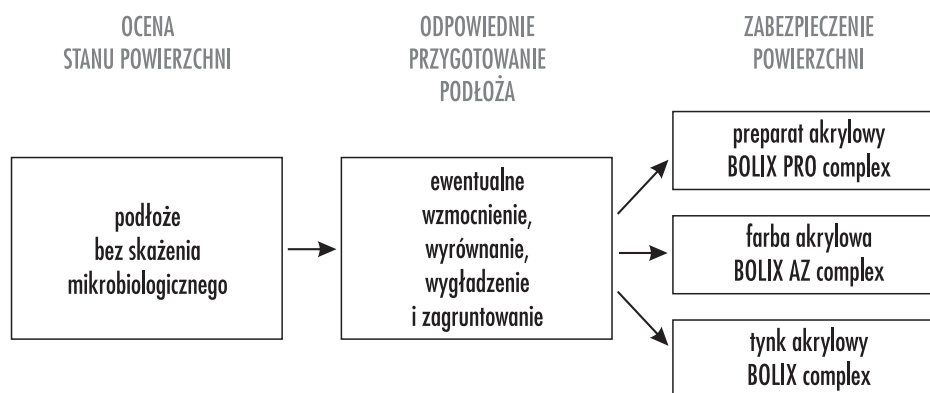 OCENA
STANU POWIERZCHNI
ODPOWIEDNIE
PRZYGOTOWANIE
PODŁOŻA
ZABEZPIECZENIE
POWIERZCHNI
podłoże
bez skażenia
mikrobiologicznego
ewentualne
wzmocnienie,
wyrównanie,
wygładzenie
i zagruntowanie
preparat akrylowy
BOLIX PRO complex
farba akrylowa
BOLIX AZ complex
tynk akrylowy
BOLIX complex